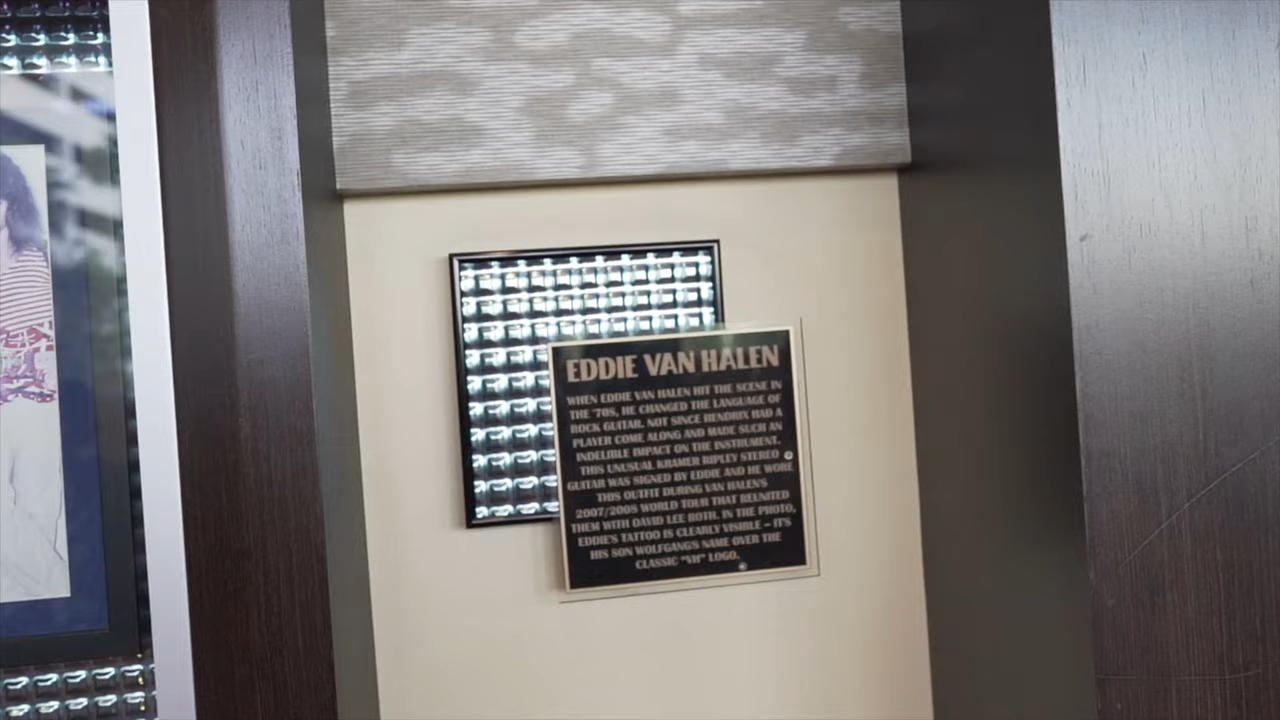 EDDIE VAN HALEN
WHEN EDDIE VAN HALEN HIT THE SCENE IN
THE '70S, HE CHANGED THE LANGUAGE OF
ROCK GUITAR. NOT SINCE HENDRIX HAD A
PLAYER COME ALONG AND MADE SUCH AN
INDELIBLE IMPACT ON THE INSTRUMENT.
THIS UNUSUAL KRAMER RIPLEY STEREO
GUITAR WAS SIGNED BY EDDIE AND HE WORE
THIS OUTFIT DURING VAN HALEN'S
2007/2008 WORLD TOUR THAT REUNITED
THEM WITH DAVID LEE ROTH. IN THE PHOTO,
EDDIE'S TATTOO IS CLEARLY VISIBLE – IT'S
HIS SON WOLFGANG'S NAME OVER THE
CLASSIC "VH" LOGO.